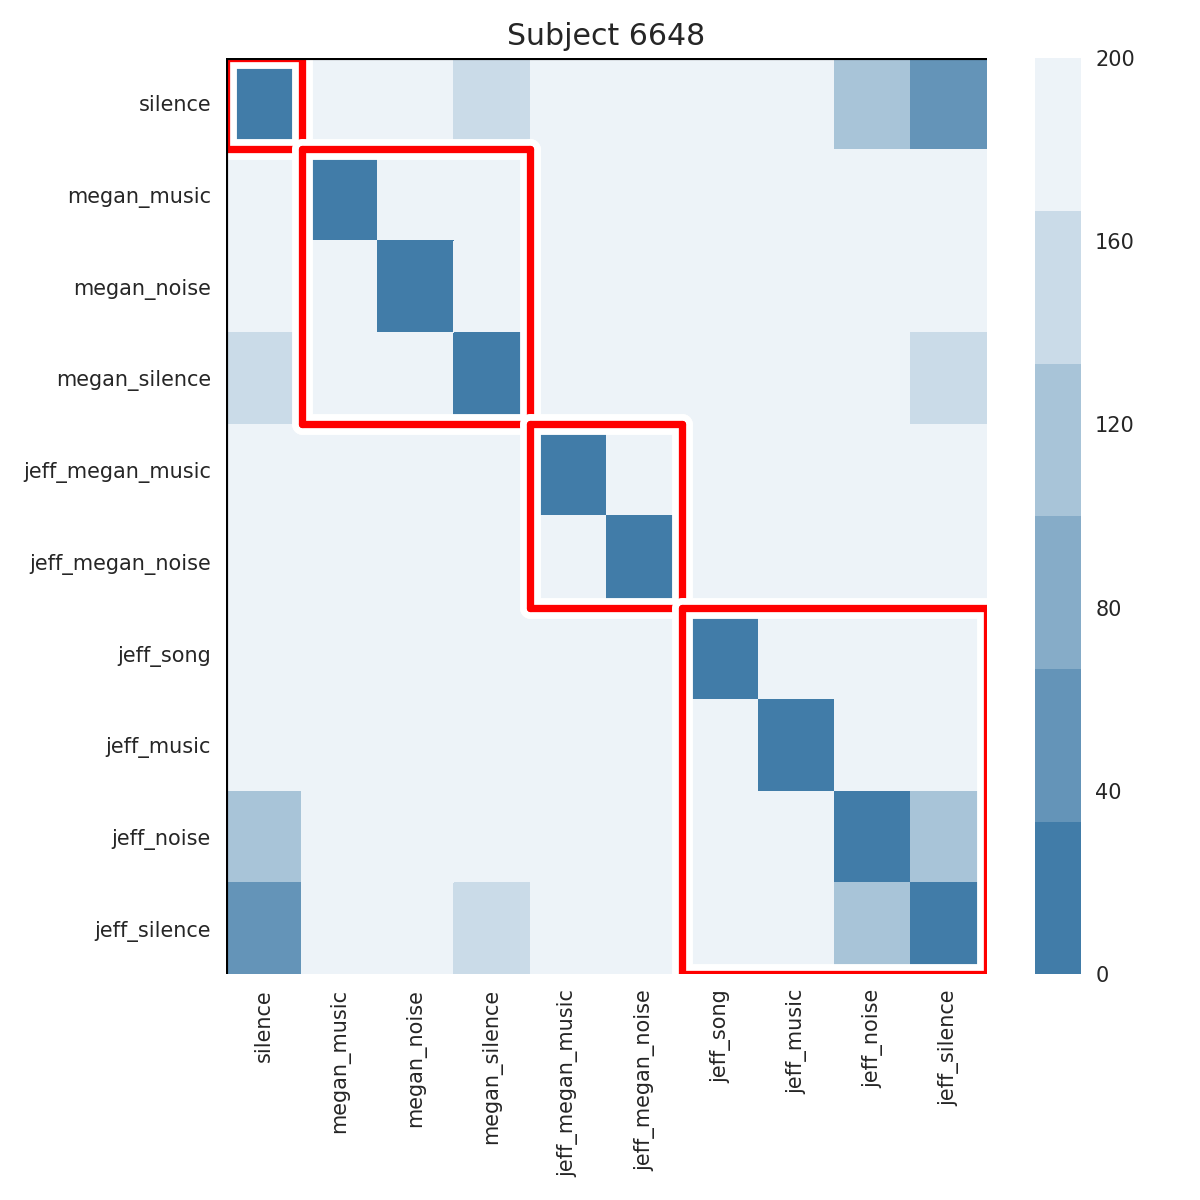 Subject 6648
silence
megan_music
megan_noise
megan_silence
jeff_megan_music
jeff_megan_noise
jeff_song
jeff_music
jeff_noise
jeff_silence
200
160
120
80
40
0
silence
megan_music
megan_noise
megan_silence
jeff_megan_music
jeff_megan_noise
jeff_song
jeff_music
jeff_noise
jeff_silence